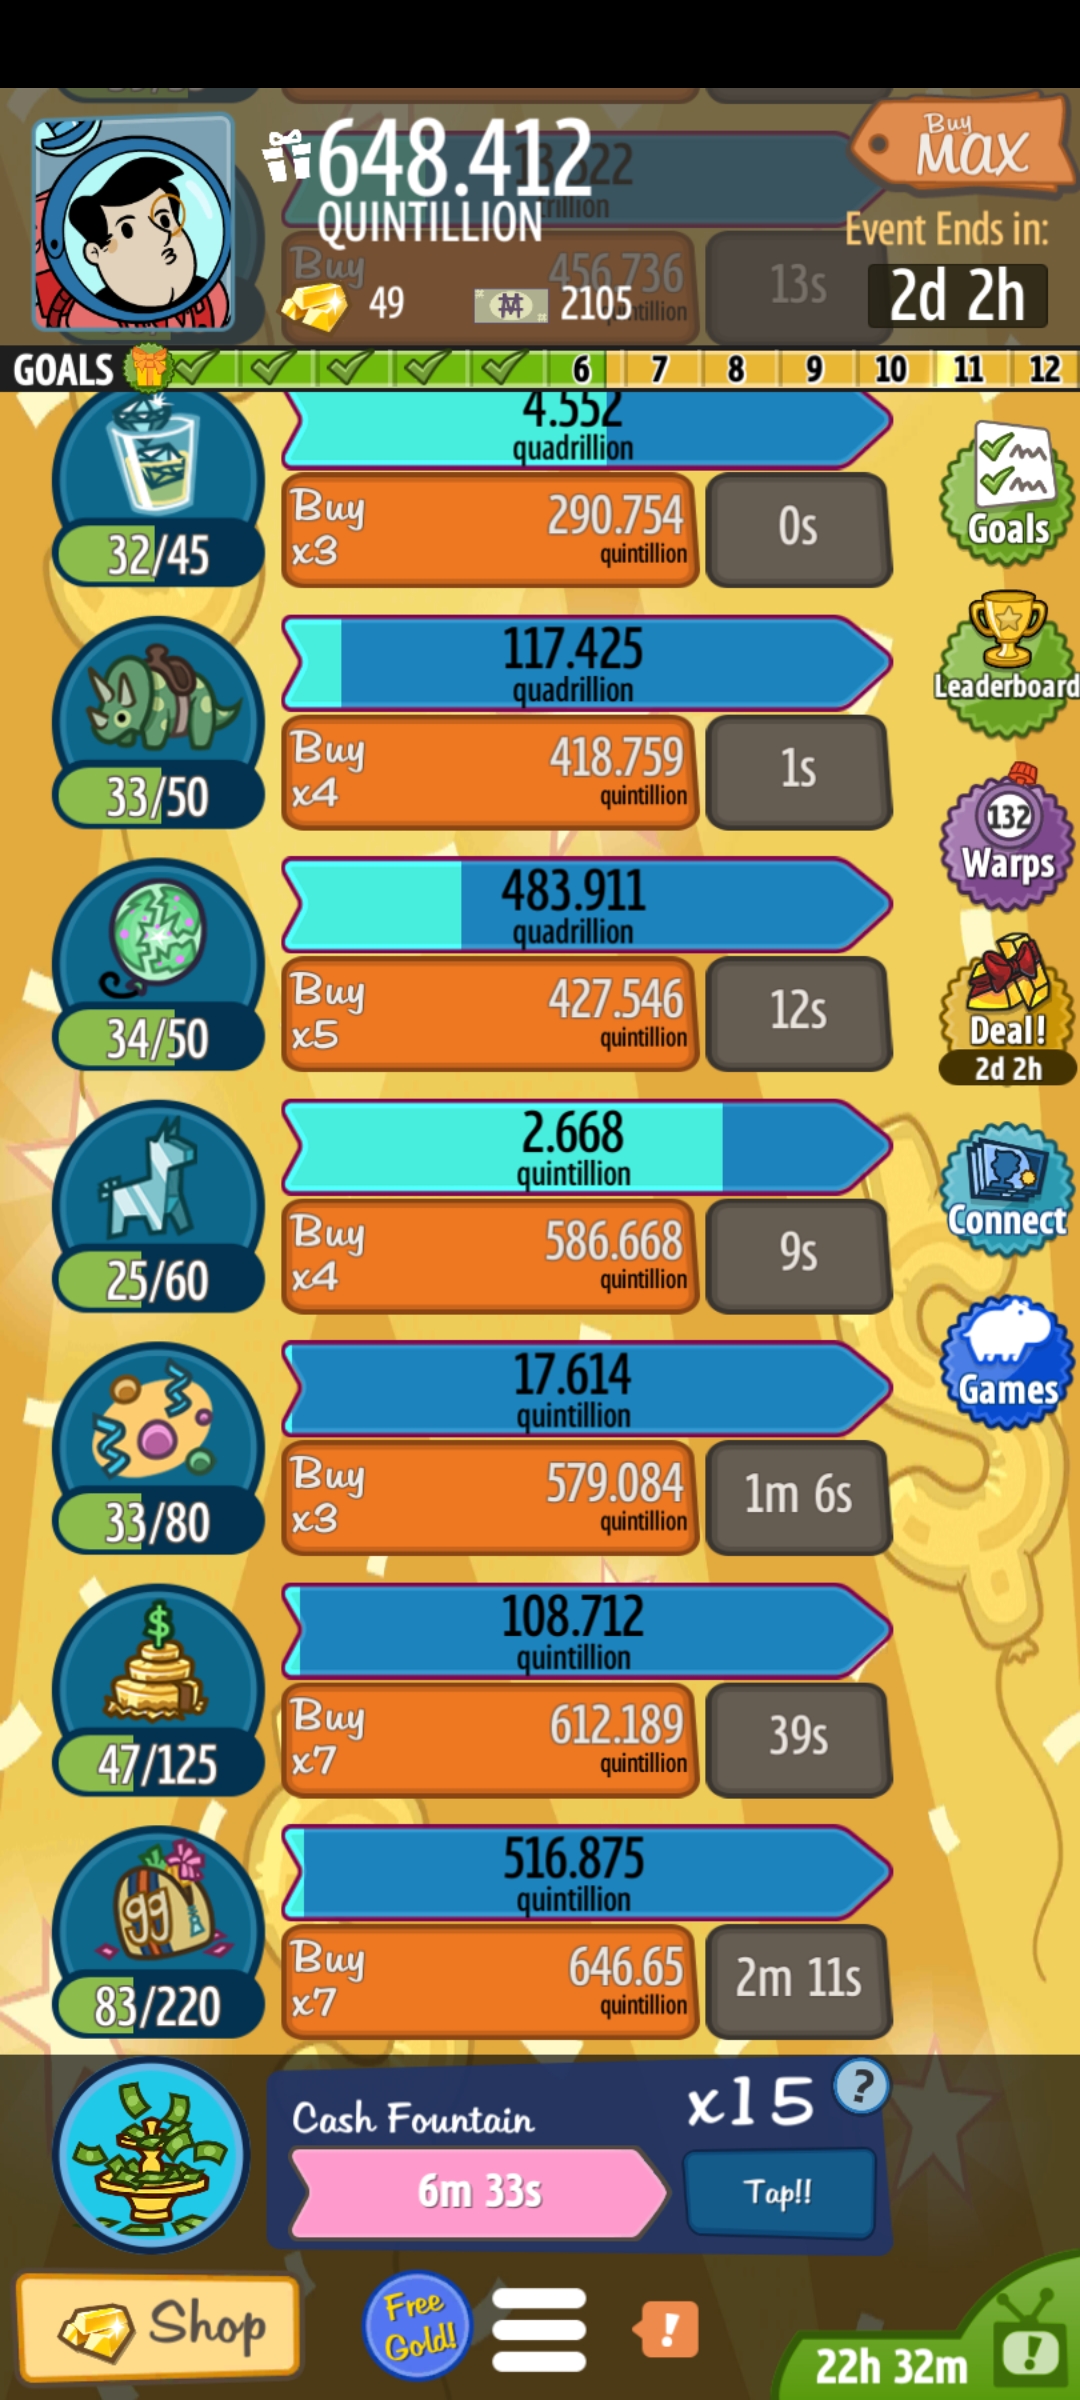 648.412
QUINTILLION
Buy
MAX
Event Ends in:
2d 2h
49
2105
Buy
456.736
13s
GOALS
6
7
8
9
10
11
12
4.552
quadrillion
Buy
x3
290.754
quintillion
0s
32/45
Goals
117.425
quadrillion
Buy
x4
418.759
quintillion
1s
33/50
Leaderboard
483.911
quadrillion
Buy
x5
427.546
quintillion
12s
34/50
132
Warps
Deal!
2d 2h
2.668
quintillion
Buy
x4
586.668
quintillion
9s
25/60
Connect
17.614
quintillion
Buy
x3
579.084
quintillion
1m 6s
33/80
Games
108.712
quintillion
Buy
x7
612.189
quintillion
39s
$
47/125
516.875
quintillion
Buy
x7
646.65
quintillion
2m 11s
99
83/220
Cash Fountain
x15
?
6m 33s
Tap!!
Shop
Free
Gold!
!
22h 32m
!